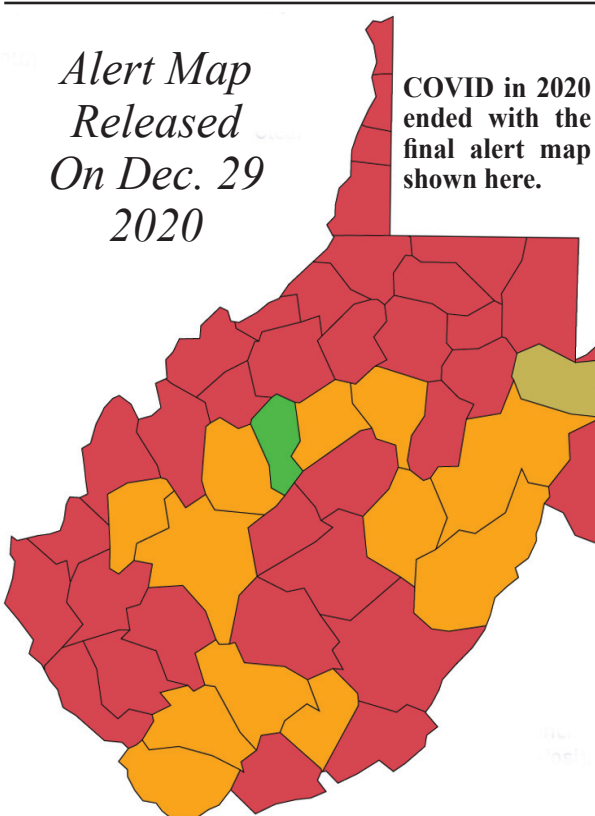 Alert Map
Released
On Dec. 29
2020
COVID in 2020
ended with the
final alert map
shown here.